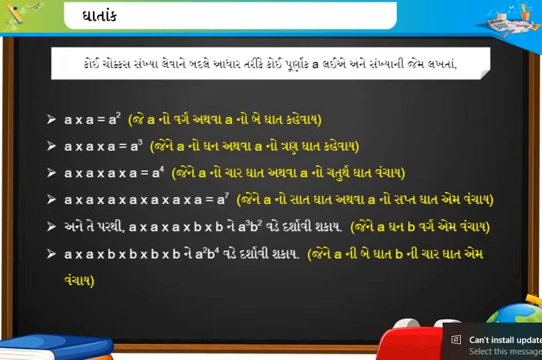 ઘાતાંક
કોઈ ચોક્કસ સંખ્યા લેવાને બદલે આધાર તરીકે કોઈ પૂર્ણાંક a લઈએ અને સંખ્યાની જેમ લખતાં,
➤ a x a = a² (જે a નો વર્ગ અથવા a નો બે ઘાત કહેવાય)
➤ a x a x a = a³ (જેને a નો ઘન અથવા a નો ત્રણ ઘાત કહેવાય)
➤ a x a x a x a = a⁴ (જેને a નો ચાર ઘાત અથવા a નો ચતુર્થ ઘાત વંચાય)
➤ a x a x a x a x a x a x a = a⁷ (જેને a નો સાત ઘાત અથવા a નો સપ્ત ઘાત એમ વંચાય)
➤ અને તે પરથી, a x a x a x b x b ને a³b² વડે દર્શાવી શકાય. (જેને a ઘન b વર્ગ એમ વંચાય)
➤ a x a x b x b x b x b ને a²b⁴ વડે દર્શાવી શકાય. (જેને a ની બે ઘાત b ની ચાર ઘાત એમ
વંચાય)
Can't install update
Select this message